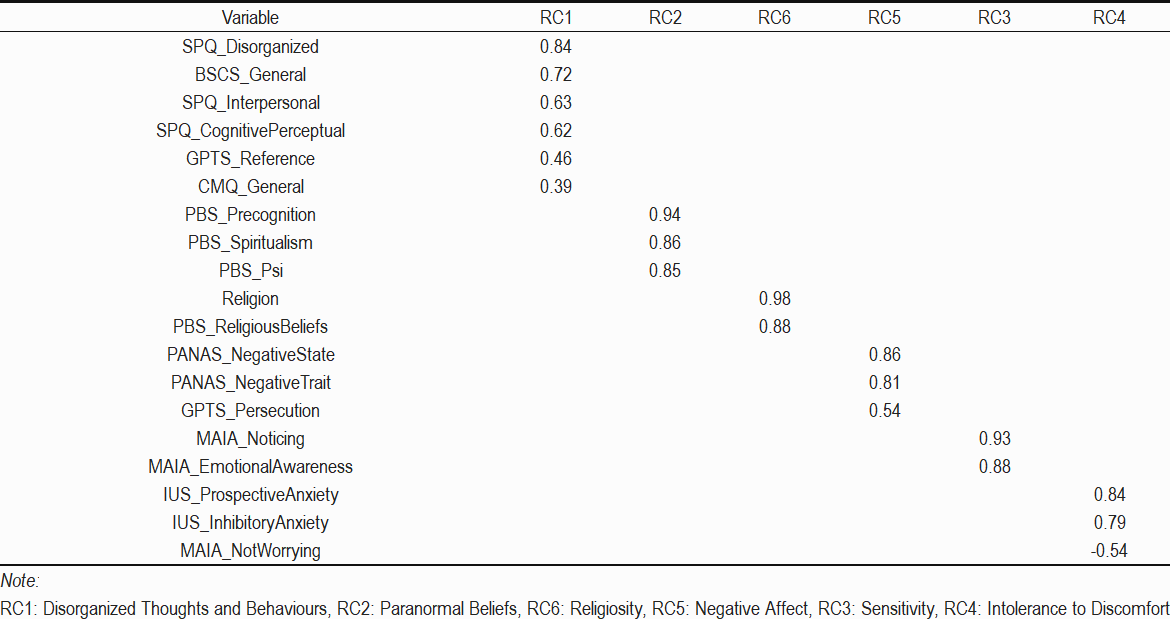 Variable RC1 RC2 RC6 RC5 RC3 RC4
SPQ_Disorganized 0.84
BSCS_General 0.72
SPQ_Interpersonal 0.63
SPQ_CognitivePerceptual 0.62
GPTS_Reference 0.46
CMQ_General 0.39
PBS_Precognition 0.94
PBS_Spiritualism 0.86
PBS_Psi 0.85
Religion 0.98
PBS_ReligiousBeliefs 0.88
PANAS_NegativeState 0.86
PANAS_NegativeTrait 0.81
GPTS_Persecution 0.54
MAIA_Noticing 0.93
MAIA_EmotionalAwareness 0.88
IUS_ProspectiveAnxiety 0.84
IUS_InhibitoryAnxiety 0.79
MAIA_NotWorrying -0.54
Note:
RC1: Disorganized Thoughts and Behaviours, RC2: Paranormal Beliefs, RC6: Religiosity, RC5: Negative Affect, RC3: Sensitivity, RC4: Intolerance to Discomfort